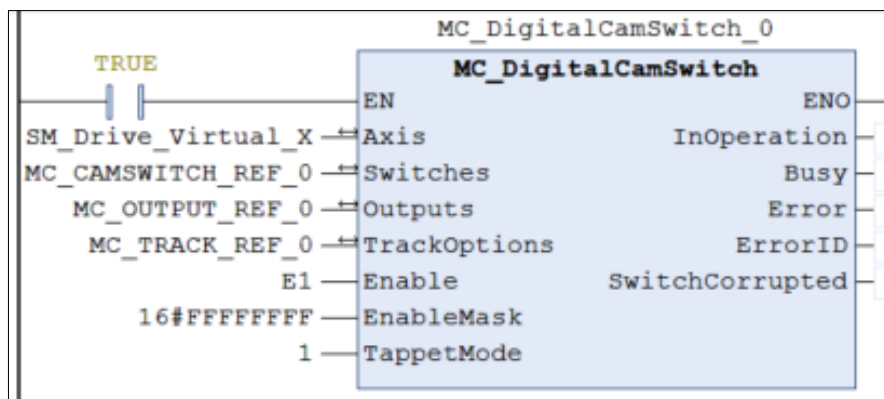 MC_DigitalCamSwitch_0
TRUE
MC_DigitalCamSwitch
EN ENO
SM_Drive_Virtual_X Axis InOperation
MC_CAMSWITCH_REF_0 Switches Busy
MC_OUTPUT_REF_0 Outputs Error
MC_TRACK_REF_0 TrackOptions ErrorID
E1 Enable SwitchCorrupted
16#FFFFFFFF EnableMask
1 TappetMode